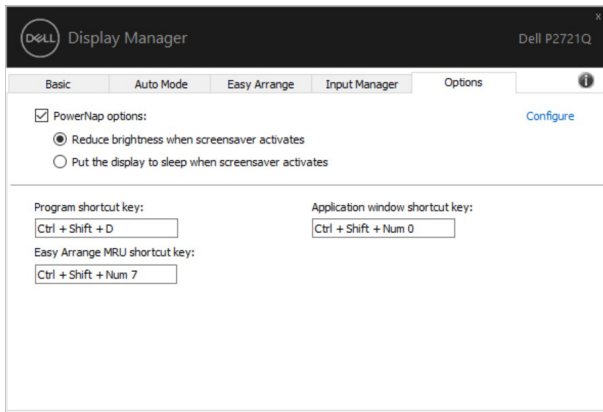 x
DELL Display Manager
Dell P2721Q
Basic Auto Mode Easy Arrange Input Manager Options
PowerNap options: Configure
Reduce brightness when screensaver activates
Put the display to sleep when screensaver activates
Program shortcut key: Application window shortcut key:
Ctrl + Shift + D Ctrl + Shift + Num 0
Easy Arrange MRU shortcut key:
Ctrl + Shift + Num 7